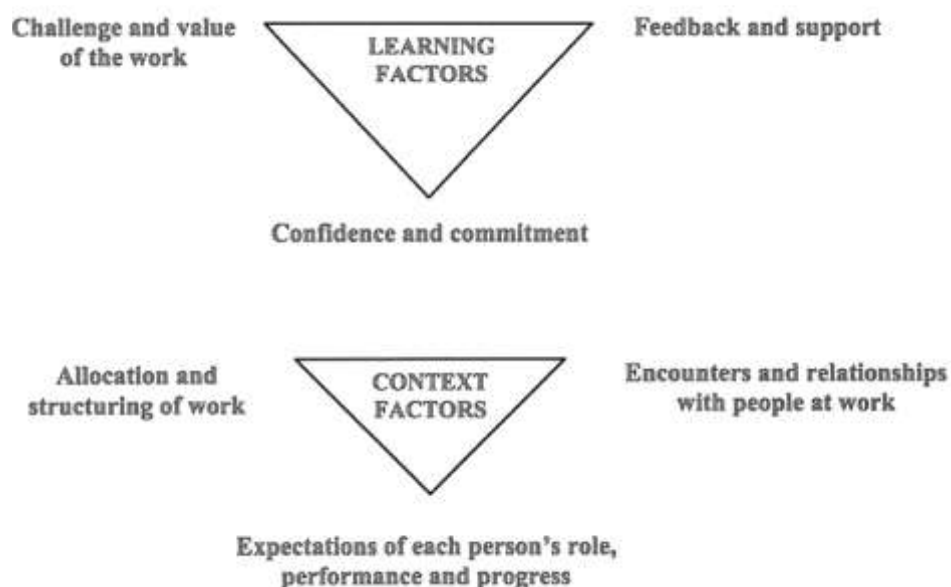 Challenge and value
of the work
LEARNING
FACTORS
Feedback and support
Confidence and commitment
Allocation and
structuring of work
CONTEXT
FACTORS
Encounters and relationships
with people at work
Expectations of each person's role,
performance and progress